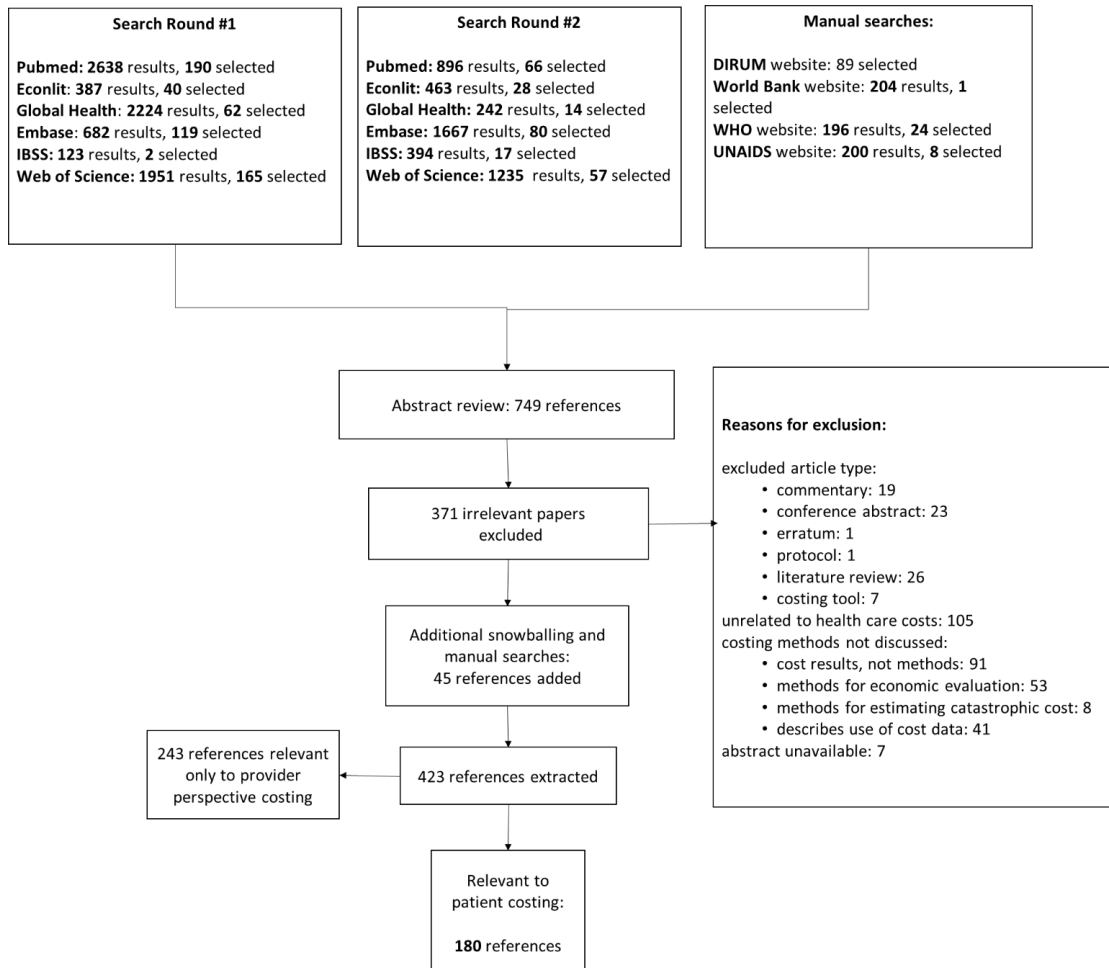 Search Round #1
Pubmed: 2638 results, 190 selected
Econlit: 387 results, 40 selected
Global Health: 2224 results, 62 selected
Embase: 682 results, 119 selected
IBSS: 123 results, 2 selected
Web of Science: 1951 results, 165 selected
Search Round #2
Pubmed: 896 results, 66 selected
Econlit: 463 results, 28 selected
Global Health: 242 results, 14 selected
Embase: 1667 results, 80 selected
IBSS: 394 results, 17 selected
Web of Science: 1235 results, 57 selected
Manual searches:
DIRUM website: 89 selected
World Bank website: 204 results, 1
selected
WHO website: 196 results, 24 selected
UNAIDS website: 200 results, 8 selected
Abstract review: 749 references
371 irrelevant papers
excluded
Reasons for exclusion:
excluded article type:
• commentary: 19
• conference abstract: 23
• erratum: 1
• protocol: 1
• literature review: 26
• costing tool: 7
unrelated to health care costs: 105
costing methods not discussed:
• cost results, not methods: 91
• methods for economic evaluation: 53
• methods for estimating catastrophic cost: 8
• describes use of cost data: 41
abstract unavailable: 7
Additional snowballing and
manual searches:
45 references added
243 references relevant
only to provider
perspective costing
423 references extracted
Relevant to
patient costing:
180 references